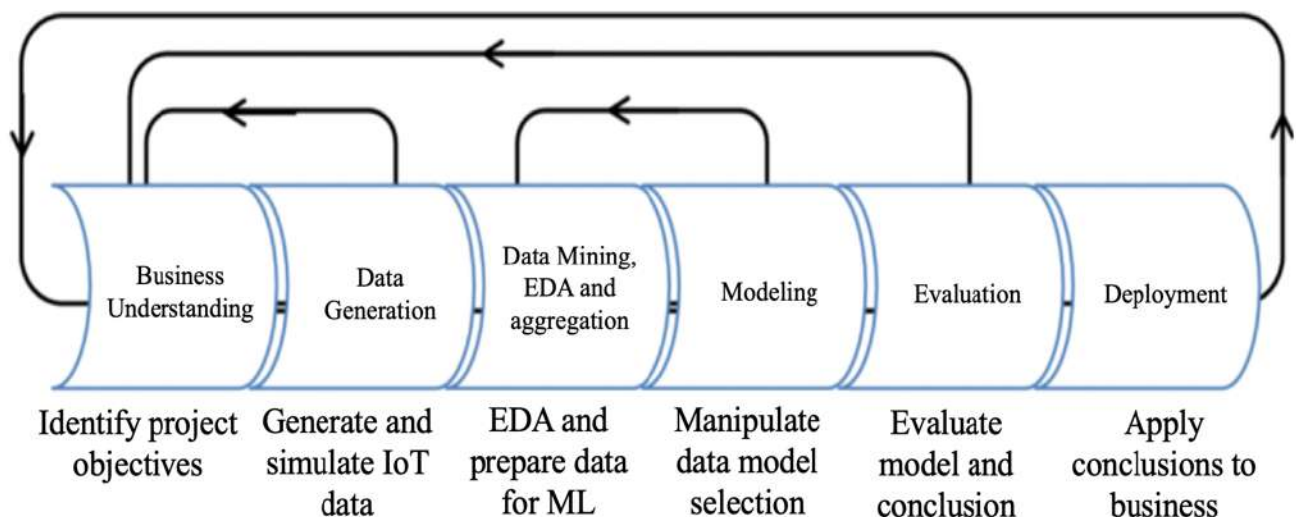 Business
Understanding
Data
Generation
Data Mining,
EDA and
aggregation
Modeling
Evaluation
Deployment
Identify project
objectives
Generate and
simulate IoT
data
EDA and
prepare data
for ML
Manipulate
data model
selection
Evaluate
model and
conclusion
Apply
conclusions to
business